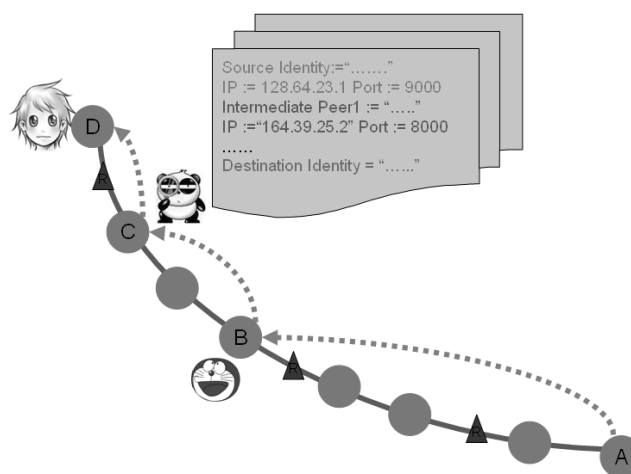 Source Identity:=“.......”
IP := 128.64.23.1 Port := 9000
Intermediate Peer1 := “.....”
IP :=“164.39.25.2” Port := 8000
......
Destination Identity = “......”
D
R
C
B
R
R
A